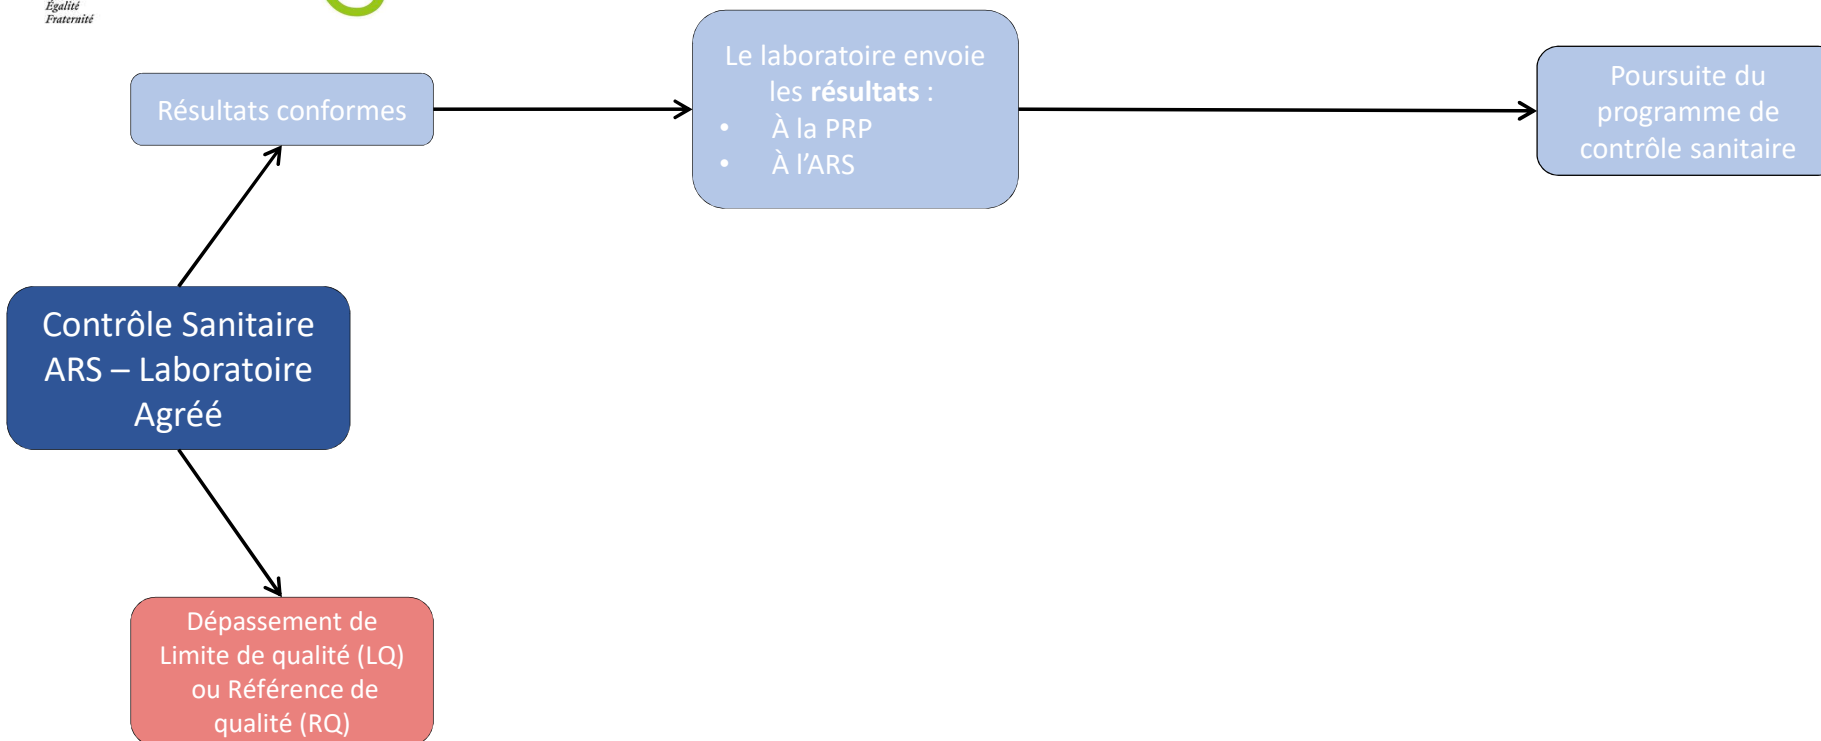 Égalité
Fraternité
Résultats conformes
Le laboratoire envoie
les résultats :
• À la PRP
• À l'ARS
Poursuite du
programme de
contrôle sanitaire
Contrôle Sanitaire
ARS – Laboratoire
Agréé
Dépassement de
Limite de qualité (LQ)
ou Référence de
qualité (RQ)